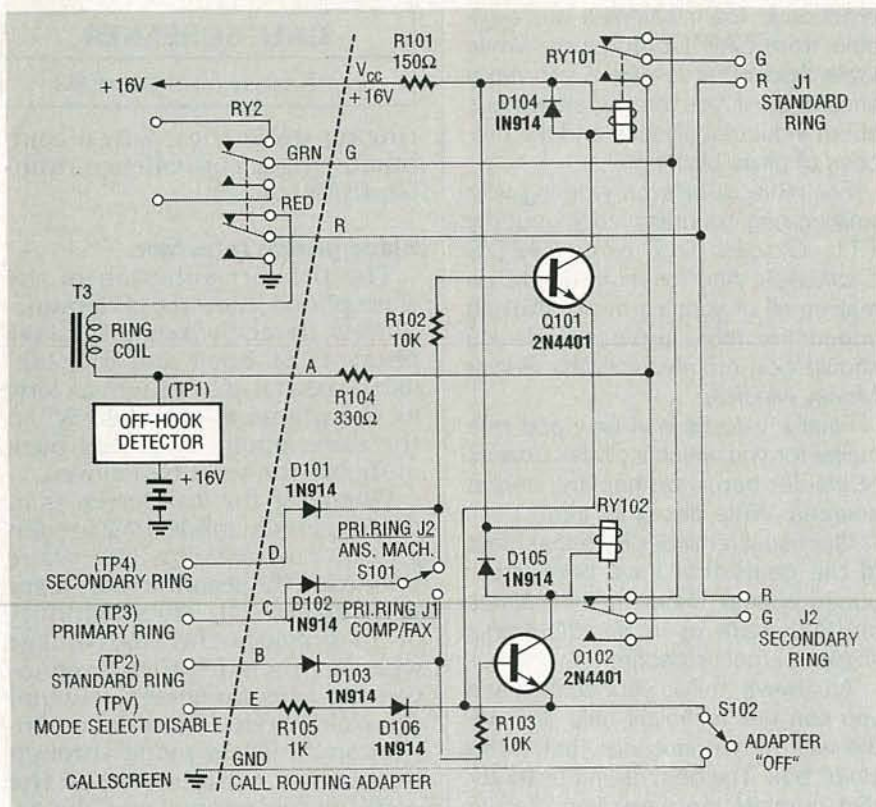 R101
150Ω
RY101
G
R
J1
STANDARD
RING
+16V
VCC
+16V
D104
1N914
RY2
GRN
G
RED
R
T3
RING
COIL
R102
10K
Q101
2N4401
A
(TP1)
R104
330Ω
OFF-HOOK
DETECTOR
+16V
D101
1N914
RY102
(TP4)
SECONDARY RING
D
PRI.RING J2
ANS. MACH.
S101
D105
1N914
C
D102
1N914
PRI.RING J1
COMP/FAX
R
G
J2
SECONDARY
RING
(TP3)
PRIMARY RING
(TP2)
STANDARD RING
B
D103
1N914
Q102
2N4401
(TPV)
MODE SELECT DISABLE
E
R105
1K
D106
1N914
R103
10K
S102
ADAPTER
"OFF"
GND
CALLSCREEN
CALL ROUTING ADAPTER